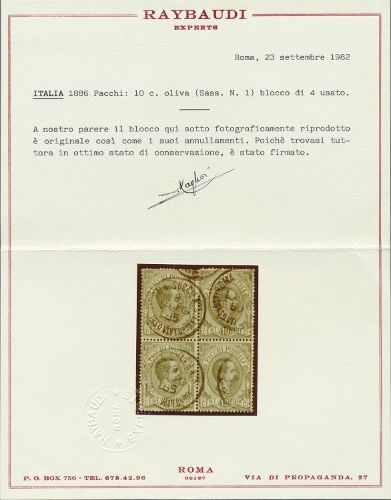 RAYBAUDI
EXPERTS
Roma, 23 settembre 1982
ITALIA 1886 Pacchi: 10 c. oliva (Sass. N. 1) blocco di 4 usato.
A nostro parere il blocco qui sotto fotograficamente riprodotto
è originale così come i suoi annullamenti. Poichè trovasi tut-
tora in ottimo stato di conservazione, è stato firmato.
RAYBAUDI
ROMA
ROMA
P. O. BOX 756 - TEL. 678.42.96
00187
VIA DI PROPAGANDA, 27